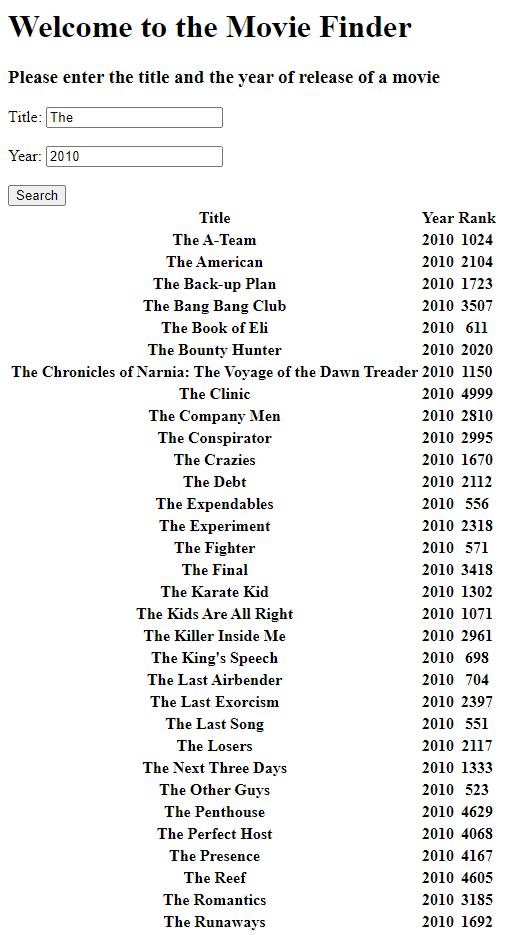 Welcome to the Movie Finder
Please enter the title and the year of release of a movie
Title: The
Year: 2010
Search
Title Year Rank
The A-Team 2010 1024
The American 2010 2104
The Back-up Plan 2010 1723
The Bang Bang Club 2010 3507
The Book of Eli 2010 611
The Bounty Hunter 2010 2020
The Chronicles of Narnia: The Voyage of the Dawn Treader 2010 1150
The Clinic 2010 4999
The Company Men 2010 2810
The Conspirator 2010 2995
The Crazies 2010 1670
The Debt 2010 2112
The Expendables 2010 556
The Experiment 2010 2318
The Fighter 2010 571
The Final 2010 3418
The Karate Kid 2010 1302
The Kids Are All Right 2010 1071
The Killer Inside Me 2010 2961
The King's Speech 2010 698
The Last Airbender 2010 704
The Last Exorcism 2010 2397
The Last Song 2010 551
The Losers 2010 2117
The Next Three Days 2010 1333
The Other Guys 2010 523
The Penthouse 2010 4629
The Perfect Host 2010 4068
The Presence 2010 4167
The Reef 2010 4605
The Romantics 2010 3185
The Runaways 2010 1692